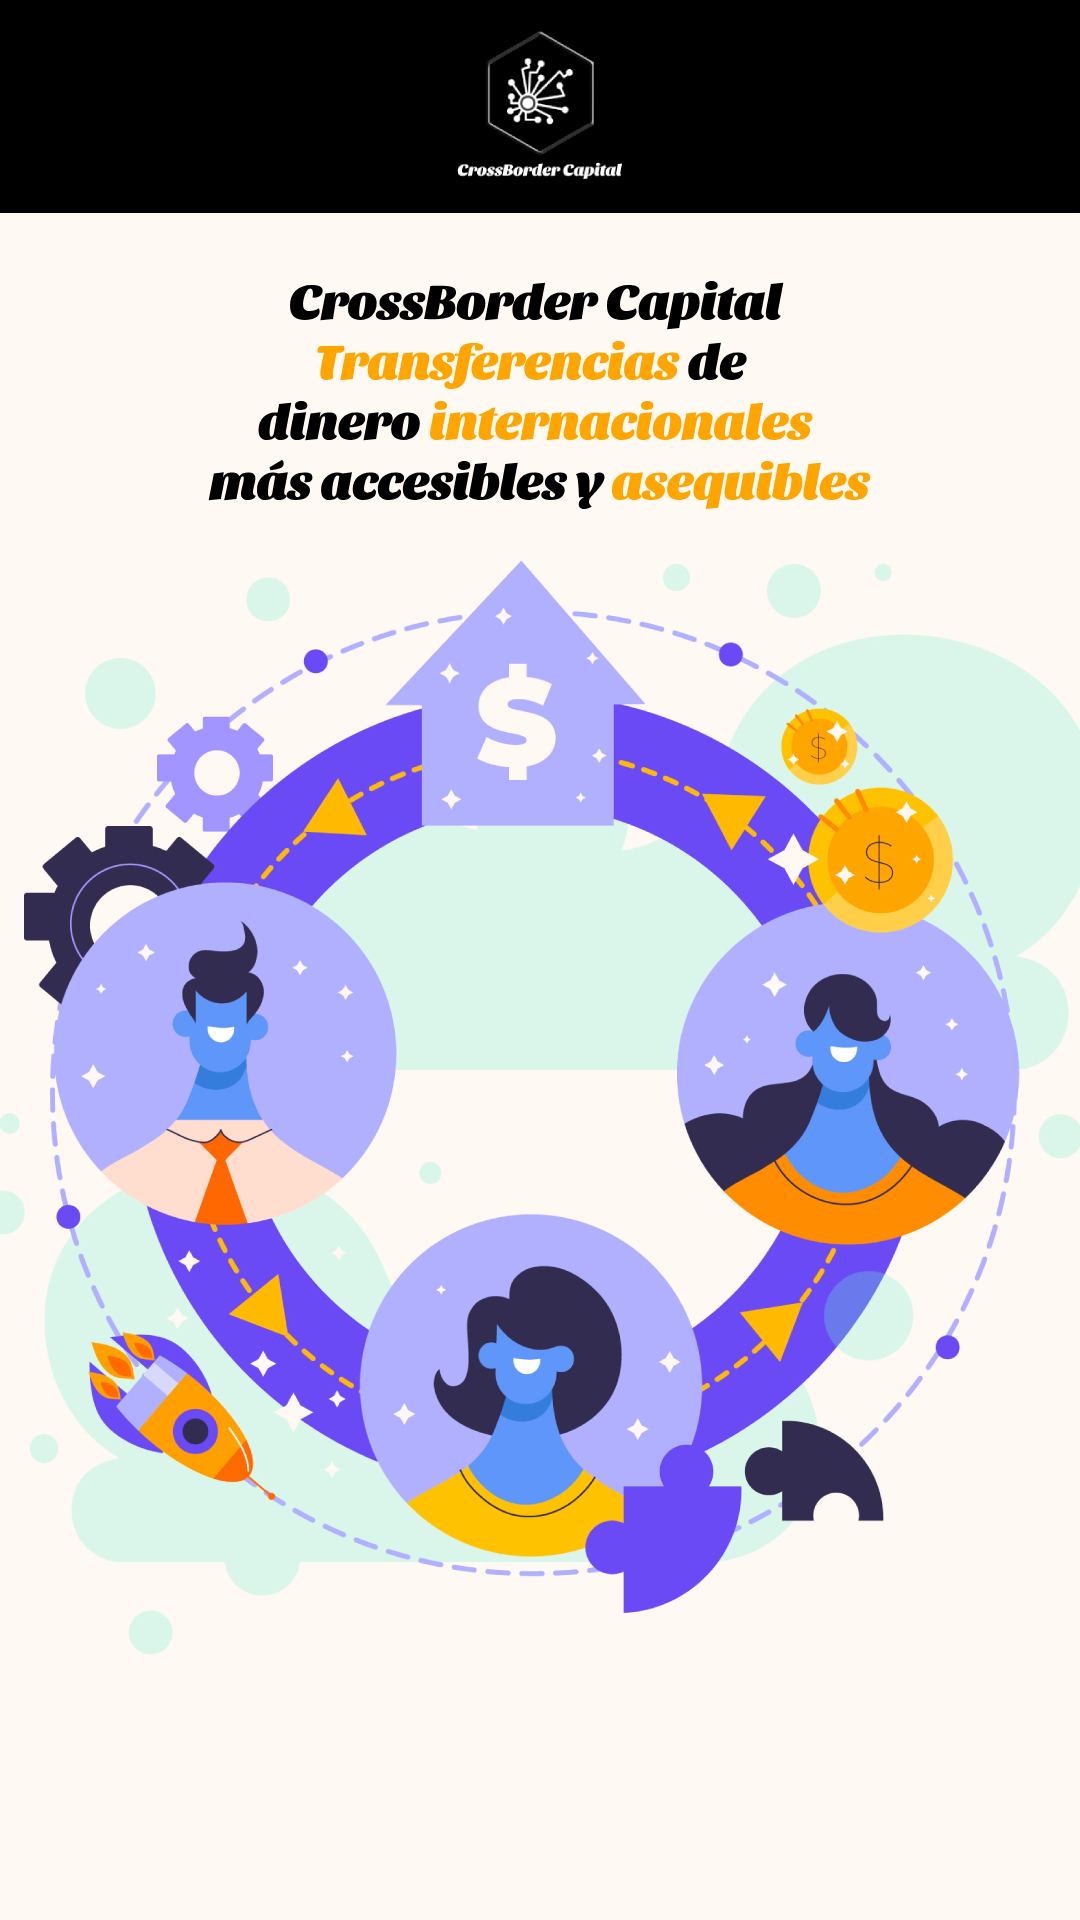 CrossBorder Capital
CrossBorder Capital
Transferencias de
dinero internacionales
más accesibles y asequibles
$
$
$